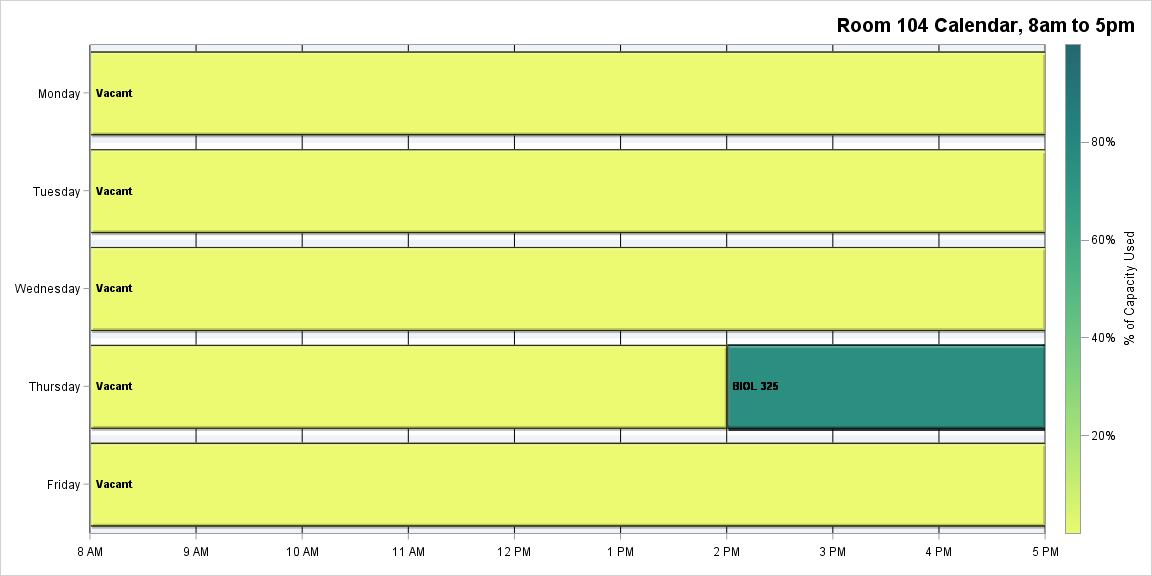 Room 104 Calendar, 8am to 5pm
Monday
Vacant
Tuesday
Vacant
Wednesday
Vacant
Thursday
Vacant
BIOL 325
Friday
Vacant
8 AM 9 AM 10 AM 11 AM 12 PM 1 PM 2 PM 3 PM 4 PM 5 PM
80%
60%
40%
20%
% of Capacity Used